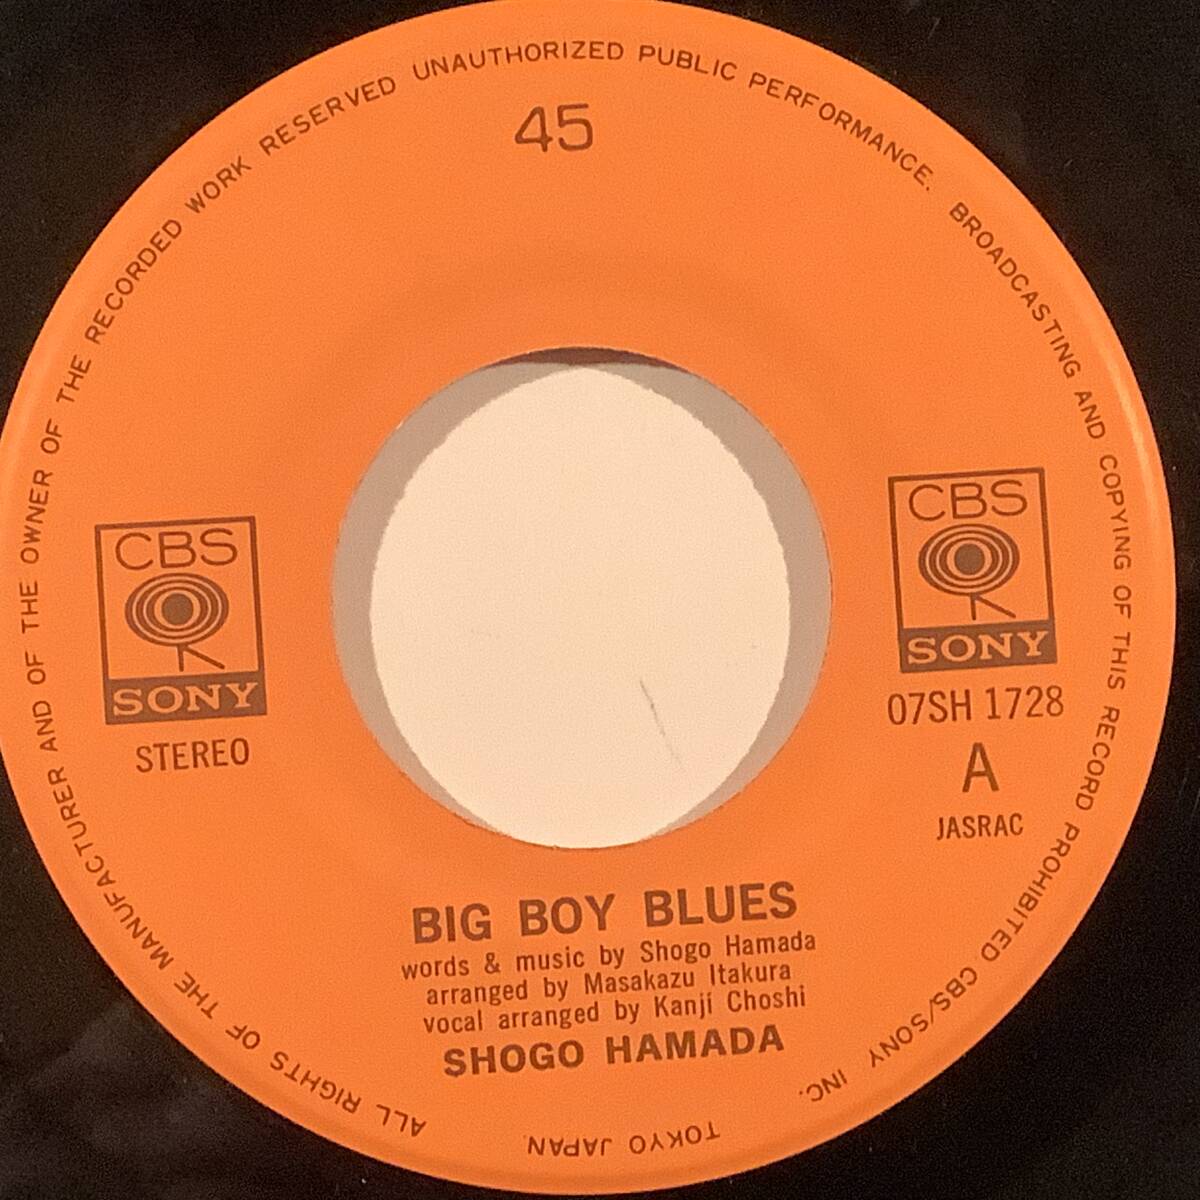 ALL RIGHTS OF THE MANUFACTURER AND OF THE OWNER OF THE RECORDED WORK RESERVED UNAUTHORIZED PUBLIC PERFORMANCE. BROADCASTING AND COPYING OF THIS RECORD PROHIBITED CBS/SONY INC. TOKYO JAPAN.
45
CBS
SONY
STEREO
CBS
SONY
07SH 1728
A
JASRAC
BIG BOY BLUES
words & music by Shogo Hamada
arranged by Masakazu Itakura
vocal arranged by Kanji Choshi
SHOGO HAMADA